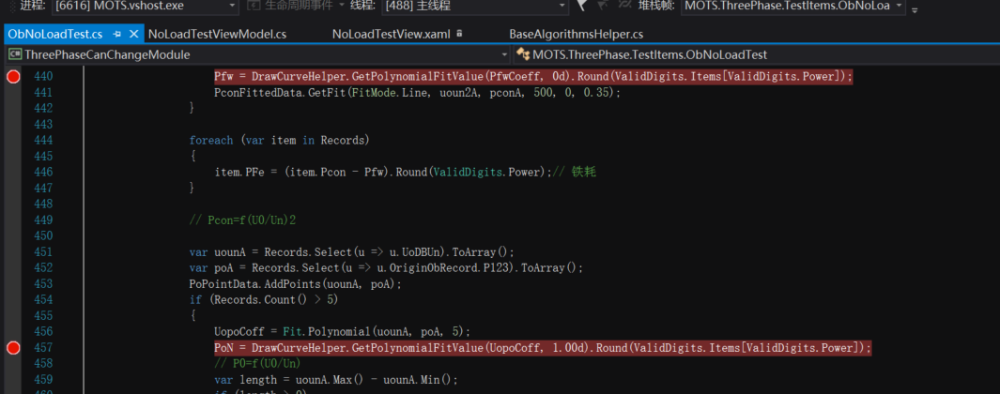 进程: [6616] MOTS.vshost.exe 生命周期事件 线程: [488] 主线程 堆栈帧: MOTS.ThreePhase.TestItems.ObNoLoa
ObNoLoadTest.cs NoLoadTestViewModel.cs NoLoadTestView.xaml BaseAlgorithmsHelper.cs
ThreePhaseCanChangeModule MOTS.ThreePhase.TestItems.ObNoLoadTest
440 Pfw = DrawCurveHelper.GetPolynomialFitValue(PfwCoeff, 0d).Round(ValidDigits.Items[ValidDigits.Power]);
441 PconFittedData.GetFit(FitMode.Line, uoun2A, pconA, 500, 0, 0.35);
442 }
443
444 foreach (var item in Records)
445 {
446 item.PFe = (item.Pcon - Pfw).Round(ValidDigits.Power);// 铁耗
447 }
448
449 // Pcon=f(U0/Un)2
450
451 var uounA = Records.Select(u => u.UoDBUn).ToArray();
452 var poA = Records.Select(u => u.OriginObRecord.P123).ToArray();
453 PoPointData.AddPoints(uounA, poA);
454 if (Records.Count() > 5)
455 {
456 UopoCoff = Fit.Polynomial(uounA, poA, 5);
457 PoN = DrawCurveHelper.GetPolynomialFitValue(UopoCoff, 1.00d).Round(ValidDigits.Items[ValidDigits.Power]);
458 // P0=f(U0/Un)
459 var length = uounA.Max() - uounA.Min();